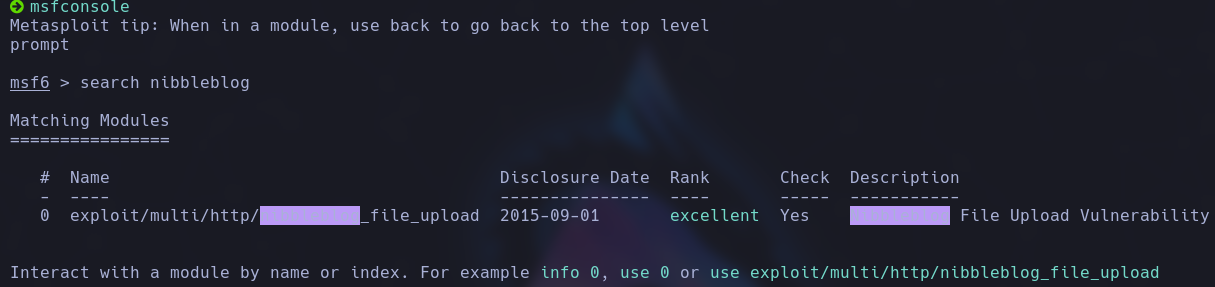 msfconsole
Metasploit tip: When in a module, use back to go back to the top level
prompt
msf6 > search nibbleblog
Matching Modules
================
# Name Disclosure Date Rank Check Description
- ---- --------------- ---- ----- -----------
0 exploit/multi/http/nibbleblog_file_upload 2015-09-01 excellent Yes Nibbleblog File Upload Vulnerability
Interact with a module by name or index. For example info 0, use 0 or use exploit/multi/http/nibbleblog_file_upload